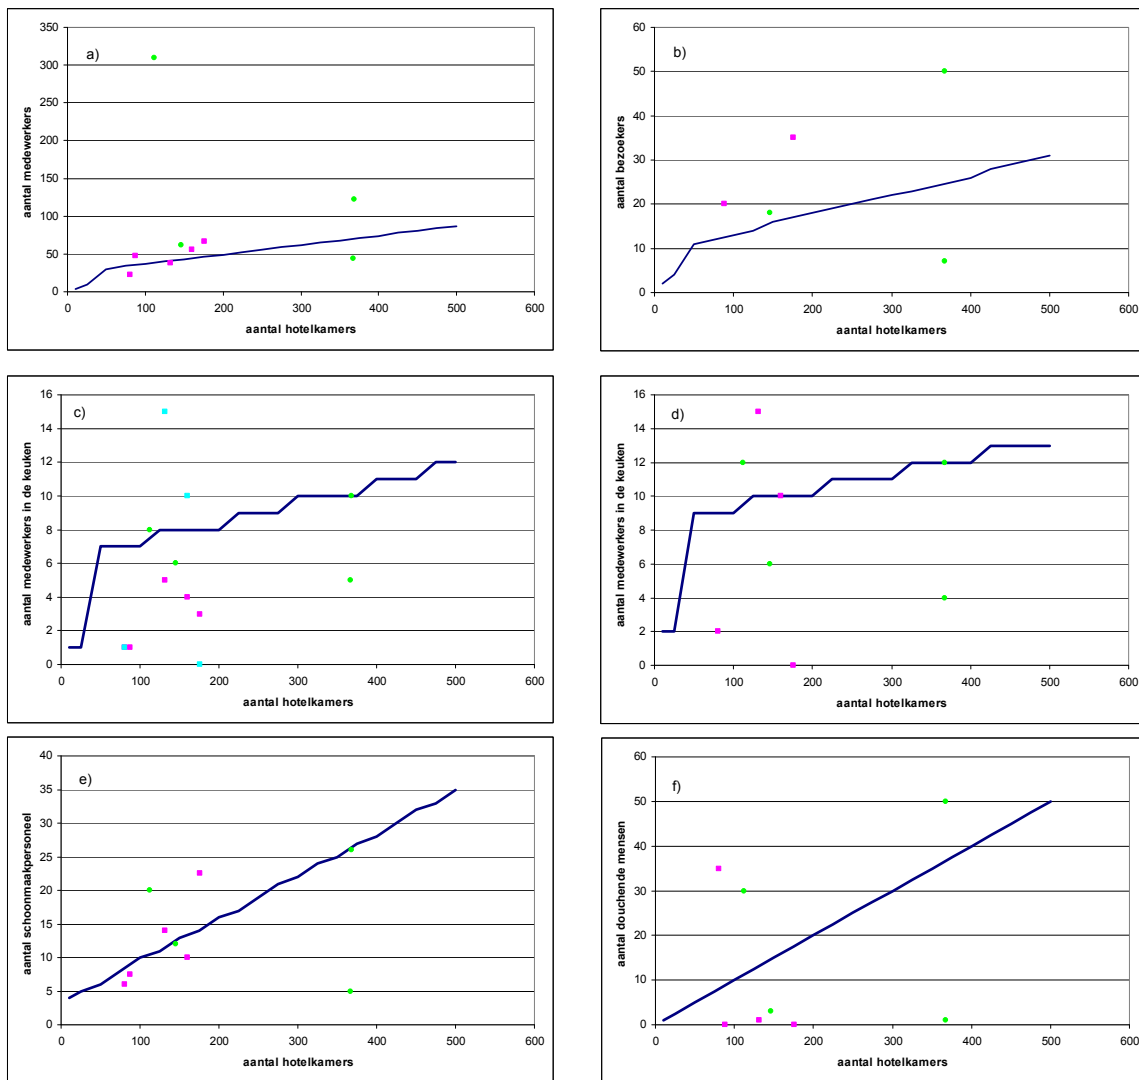 a)
aantal medewerkers
350
300
250
200
150
100
50
0
0 100 200 300 400 500 600
aantal hotelkamers
b)
aantal bezoekers
60
50
40
30
20
10
0
0 100 200 300 400 500 600
aantal hotelkamers
c)
aantal medewerkers in de keuken
16
14
12
10
8
6
4
2
0
0 100 200 300 400 500 600
aantal hotelkamers
d)
aantal medewerkers in de keuken
16
14
12
10
8
6
4
2
0
0 100 200 300 400 500 600
aantal hotelkamers
e)
aantal schoonmaakpersoneel
40
35
30
25
20
15
10
5
0
0 100 200 300 400 500 600
aantal hotelkamers
f)
aantal douchende mensen
60
50
40
30
20
10
0
0 100 200 300 400 500 600
aantal hotelkamers